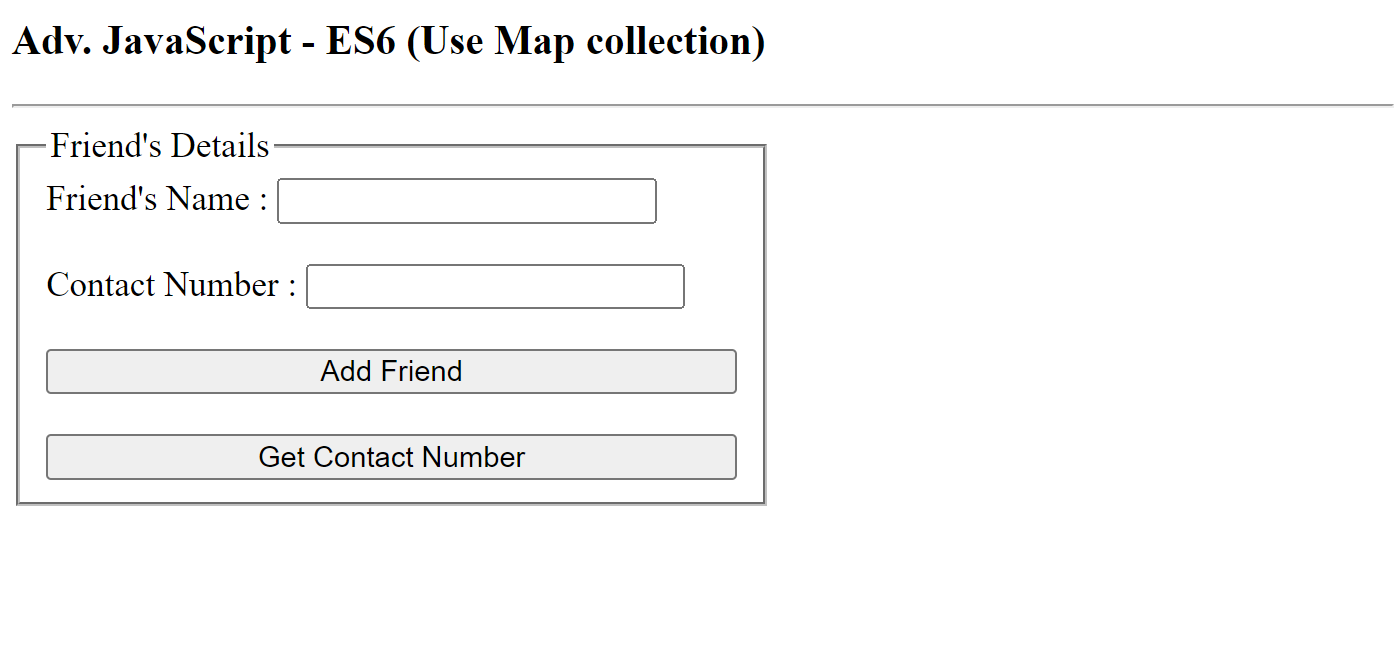 Adv. JavaScript - ES6 (Use Map collection)
Friend's Details
Friend's Name :
Contact Number :
Add Friend
Get Contact Number